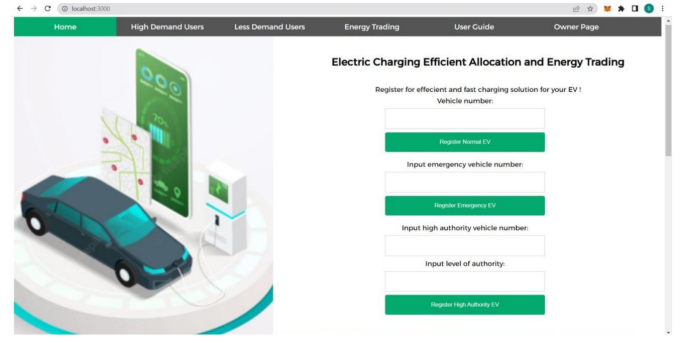 localhost:3000
S
Home High Demand Users Less Demand Users Energy Trading User Guide Owner Page
70%
Electric Charging Efficient Allocation and Energy Trading
Register for effecient and fast charging solution for your EV !
Vehicle number:
Register Normal EV
Input emergency vehicle number:
Register Emergency EV
Input high authority vehicle number:
Input level of authority:
Register High Authority EV